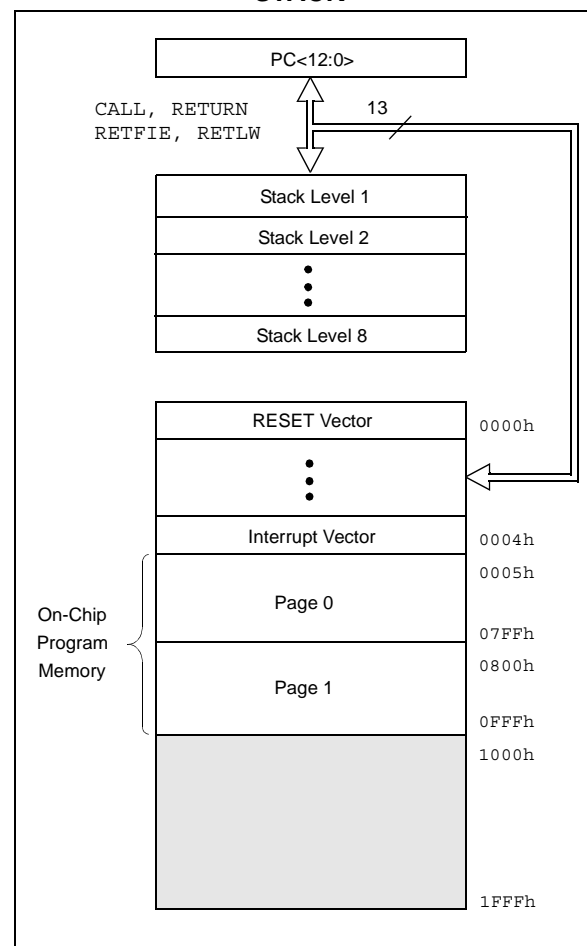 PC<12:0>
CALL, RETURN
RETFIE, RETLW
13
Stack Level 1
Stack Level 2
Stack Level 8
RESET Vector
0000h
Interrupt Vector
0004h
0005h
Page 0
On-Chip
Program
Memory
07FFh
0800h
Page 1
0FFFh
1000h
1FFFh